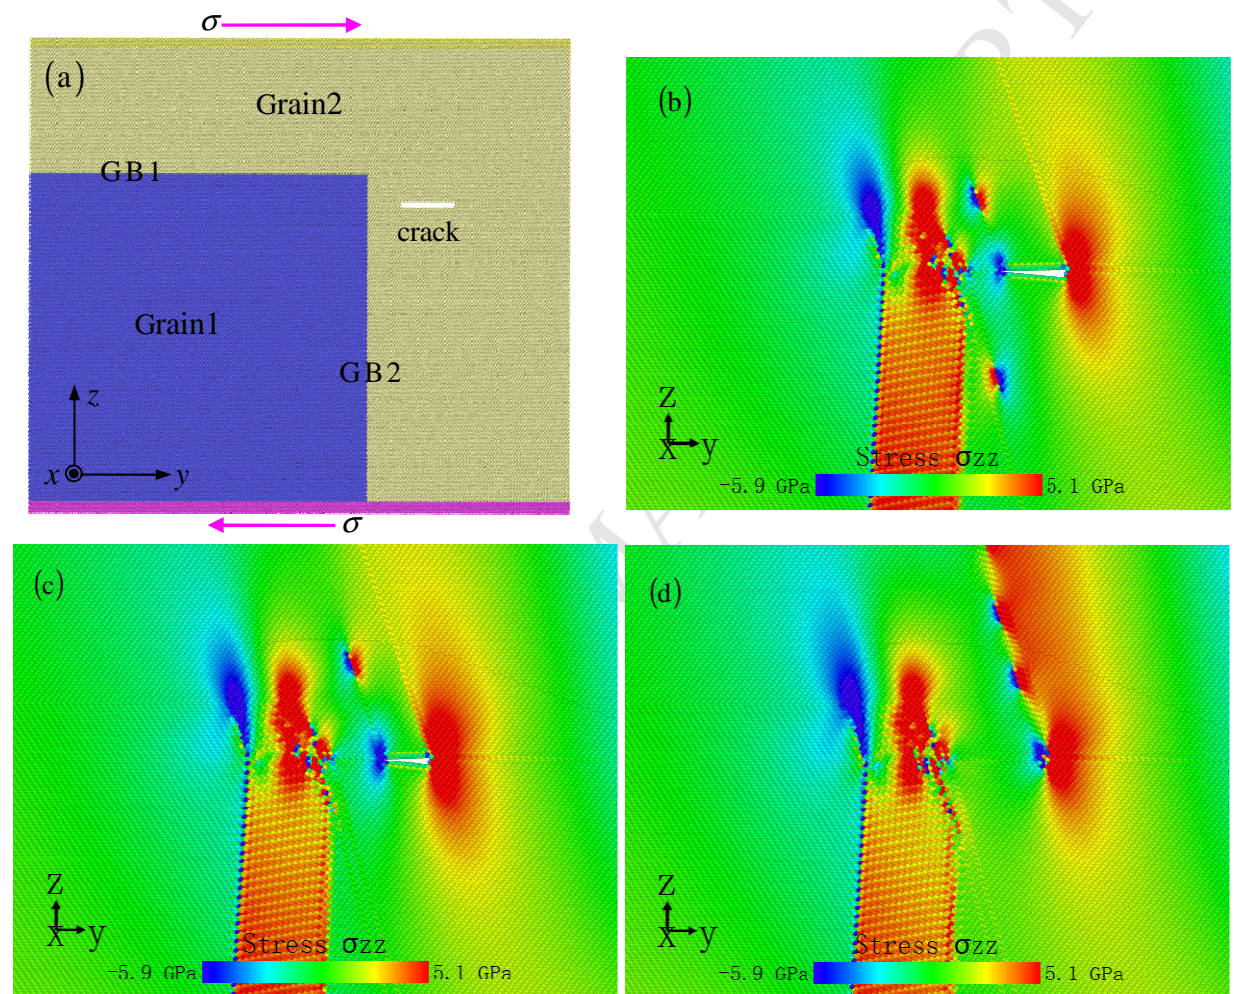 σ
(a)
Grain2
GB1
crack
Grain1
GB2
z
x
y
σ
(b)
Z
X
y
Stress σzz
-5.9 GPa
5.1 GPa
(c)
Z
X
y
Stress σzz
-5.9 GPa
5.1 GPa
(d)
Z
X
y
Stress σzz
-5.9 GPa
5.1 GPa